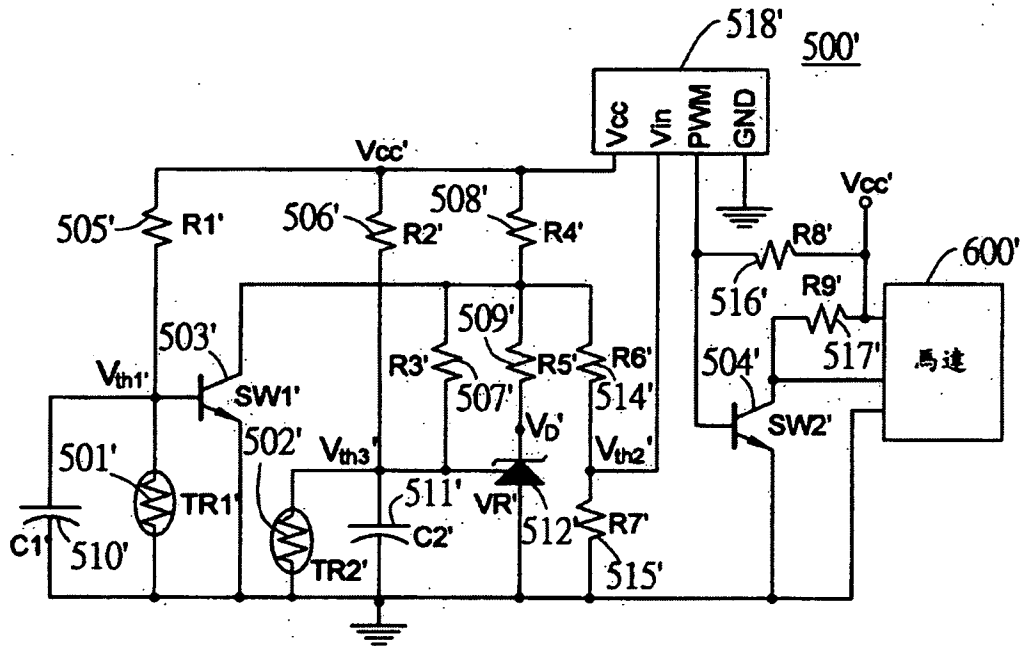 518'
500'
Vcc
Vin
PWM
GND
Vcc'
Vcc'
505'
R1'
506'
R2'
508'
R4'
R8'
516'
600'
R9'
517'
503'
509'
R3'
507'
R5'
R6'
514'
504'
馬達
Vth1'
SW1'
502'
VD'
SW2'
Vth3'
Vth2'
501'
TR1'
511'
VR'
512'
R7'
C1'
510'
TR2'
C2'
515'